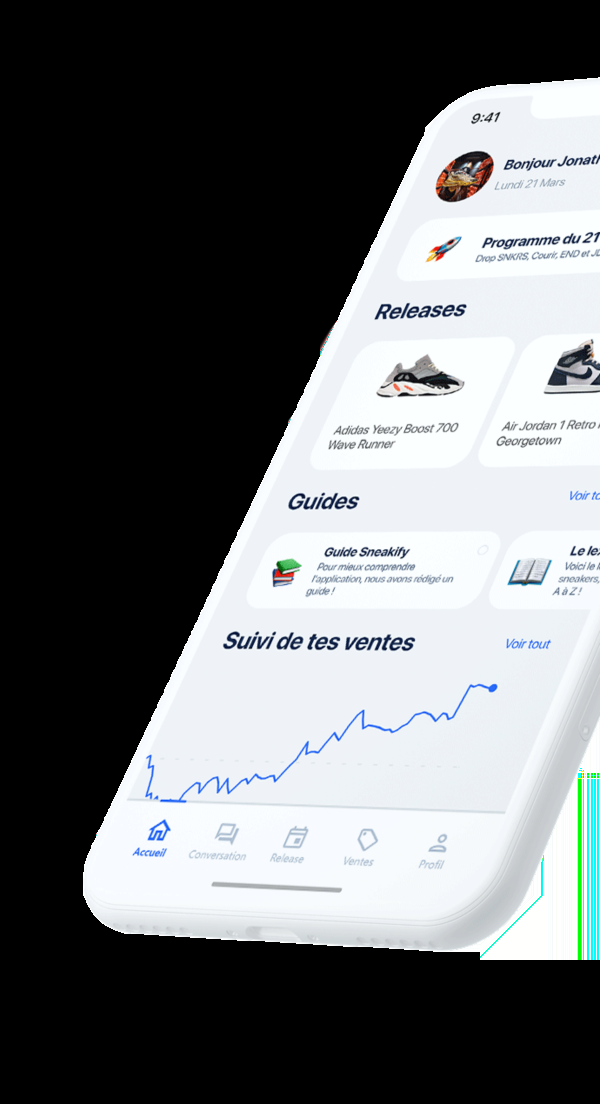 9:41
Bonjour Jonath
Lundi 21 Mars
Programme du 21
Drop SNKRS, Courir, END et JD
Releases
Adidas Yeezy Boost 700
Wave Runner
Air Jordan 1 Retro
Georgetown
Guides
Voir to
Guide Sneakify
Pour mieux comprendre
l'application, nous avons rédigé un
guide !
Le le
Voici le
sneakers,
A à Z !
Suivi de tes ventes
Voir tout
Accueil
Conversation
Release
Ventes
Profil